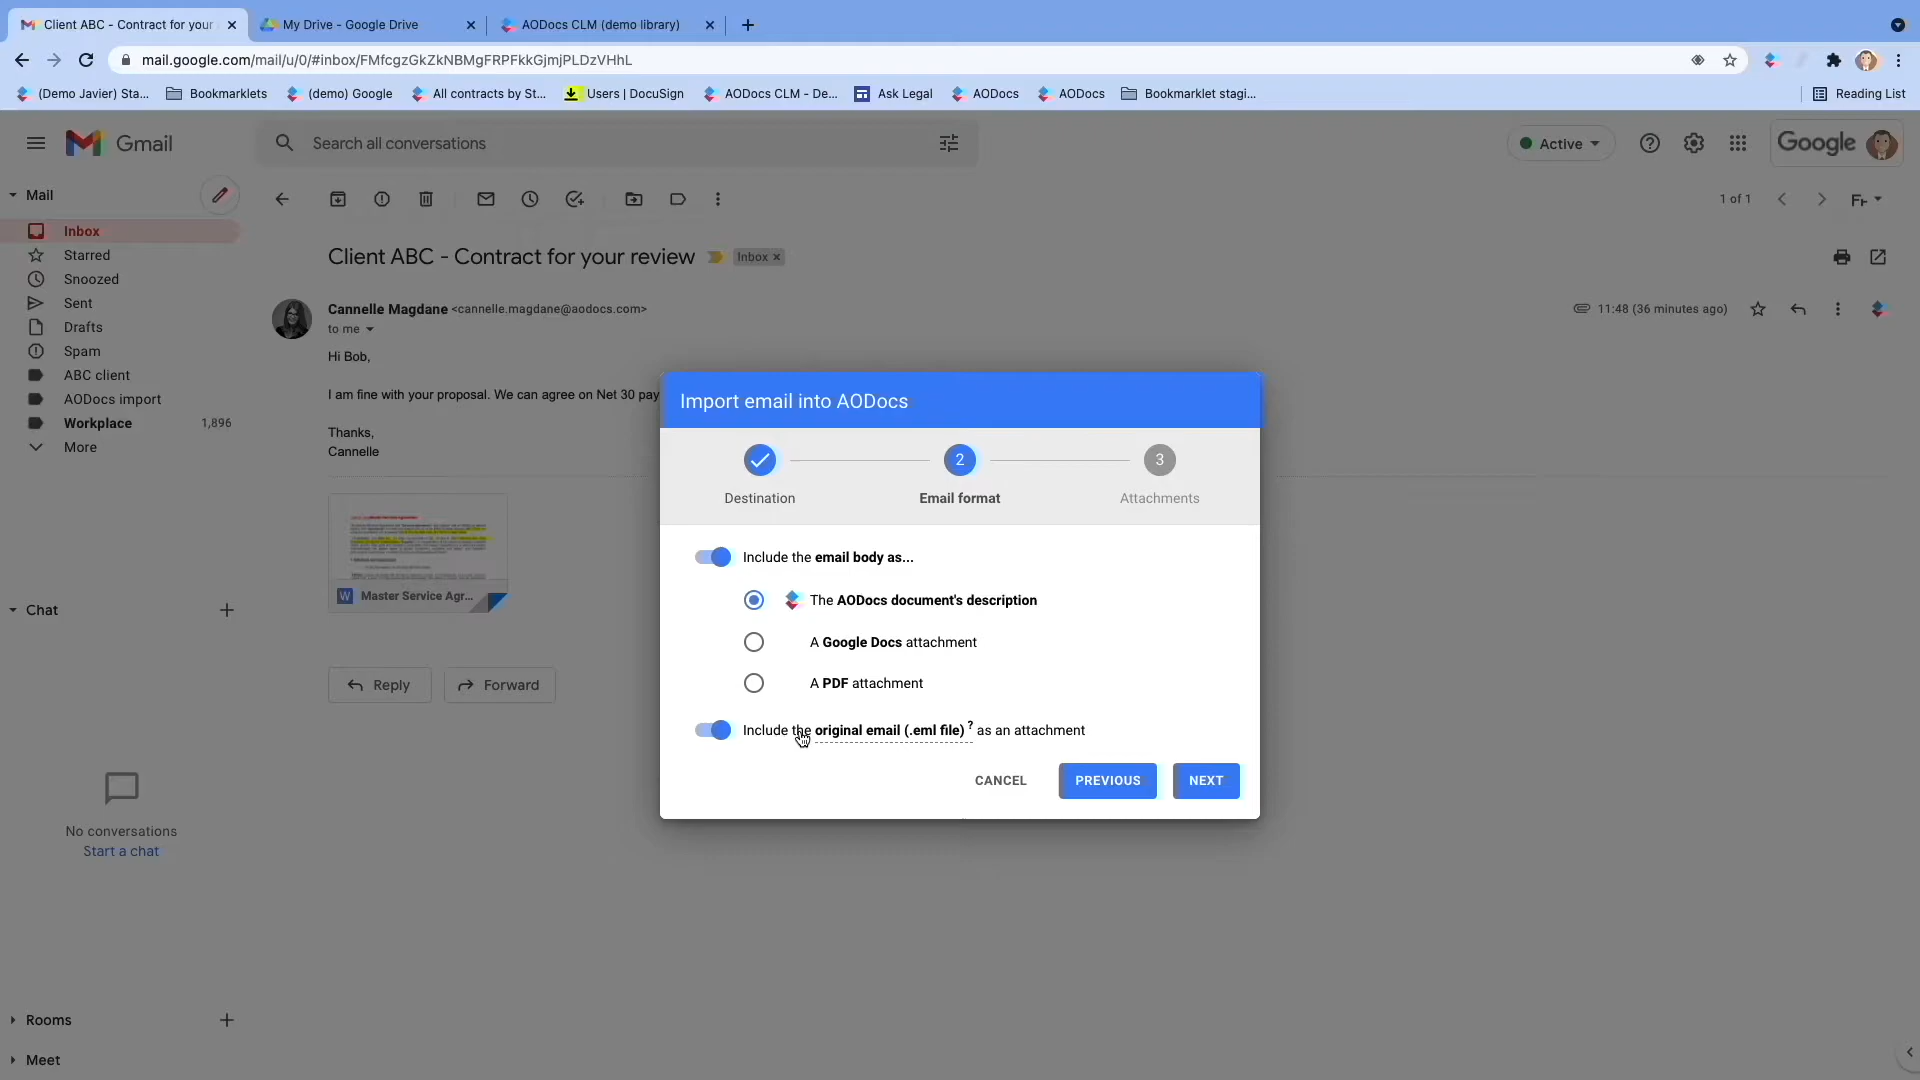 Client ABC - Contract for your
My Drive - Google Drive
AODocs CLM (demo library)
mail.google.com/mail/u/0/#inbox/FMfcgzGkZkNBMgFRPFkkGjmjPLDzVHhL
(Demo Javier) Sta...
Bookmarklets
(demo) Google
All contracts by St...
Users | DocuSign
AODocs CLM - De...
Ask Legal
AODocs
AODocs
Bookmarklet stagi...
Reading List
Gmail
Search all conversations
Active
Google
Mail
1 of 1
Inbox
Starred
Snoozed
Sent
Drafts
Spam
ABC client
AODocs import
Workplace 1,896
More
Client ABC - Contract for your review
Inbox
Cannelle Magdane <cannelle.magdane@aodocs.com>
11:48 (36 minutes ago)
to me
Hi Bob,
I am fine with your proposal. We can agree on Net 30 pay
Thanks,
Cannelle
W Master Service Agr...
Reply
Forward
Import email into AODocs
2
3
Destination
Email format
Attachments
Include the email body as...
The AODocs document's description
A Google Docs attachment
A PDF attachment
Include the original email (.eml file) ? as an attachment
CANCEL
PREVIOUS
NEXT
Chat
No conversations
Start a chat
Rooms
Meet